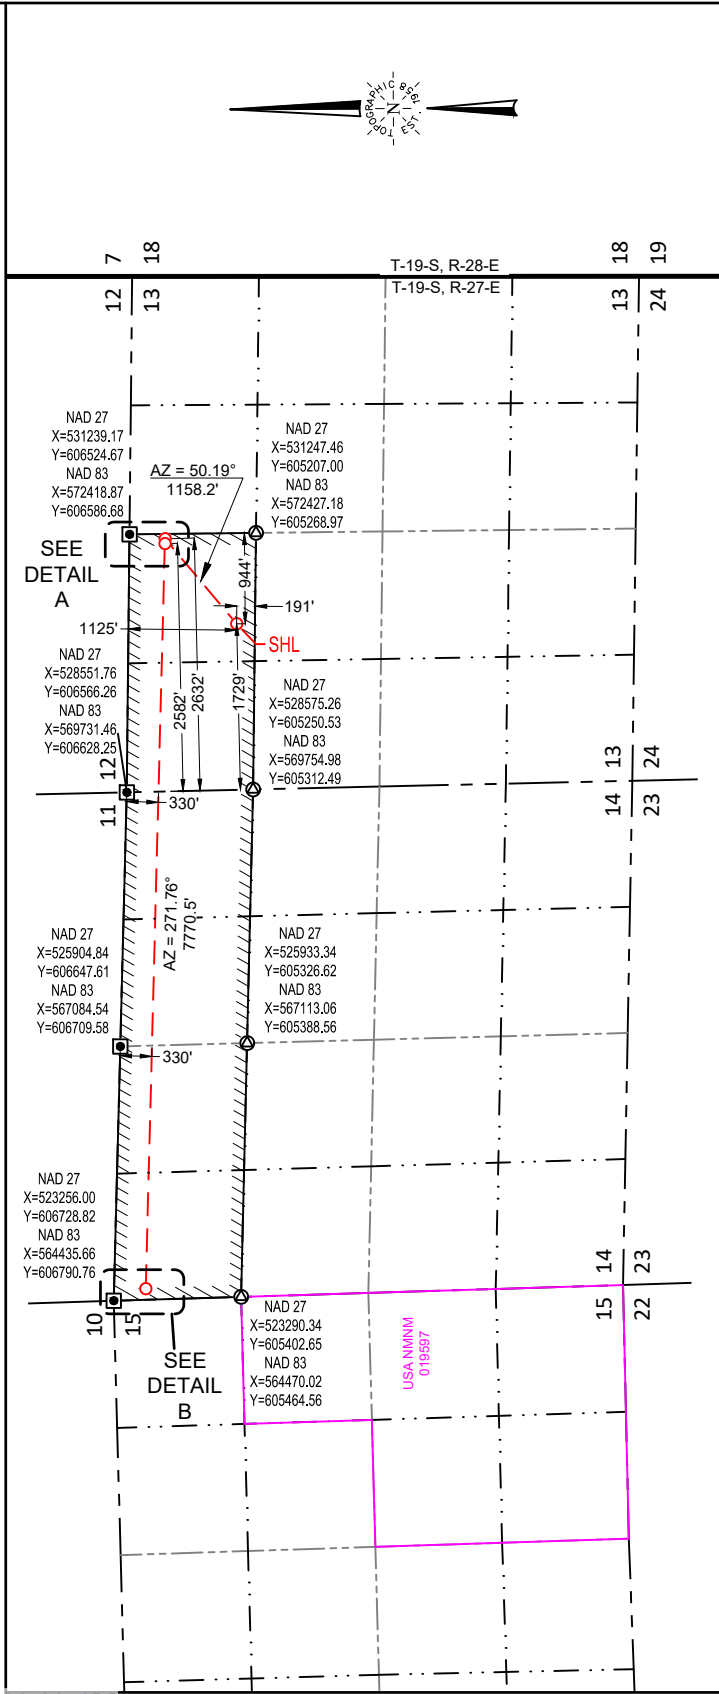 TOPOGRAPHIC
EST. 1958
N
7
18
18
19
T-19-S, R-28-E
T-19-S, R-27-E
12
13
13
24
NAD 27
X=531239.17
Y=606524.67
NAD 83
X=572418.87
Y=606586.68
NAD 27
X=531247.46
Y=605207.00
NAD 83
X=572427.18
Y=605268.97
AZ = 50.19°
1158.2'
SEE
DETAIL
A
944'
191'
1125'
SHL
2582'
2632'
1729'
NAD 27
X=528551.76
Y=606566.26
NAD 83
X=569731.46
Y=606628.25
NAD 27
X=528575.26
Y=605250.53
NAD 83
X=569754.98
Y=605312.49
12
11
13
24
14
23
330'
AZ = 271.76°
7770.5'
NAD 27
X=525904.84
Y=606647.61
NAD 83
X=567084.54
Y=606709.58
NAD 27
X=525933.34
Y=605326.62
NAD 83
X=567113.06
Y=605388.56
330'
NAD 27
X=523256.00
Y=606728.82
NAD 83
X=564435.66
Y=606790.76
14
23
10
15
15
22
NAD 27
X=523290.34
Y=605402.65
NAD 83
X=564470.02
Y=605464.56
USA NMNM
019597
SEE
DETAIL
B